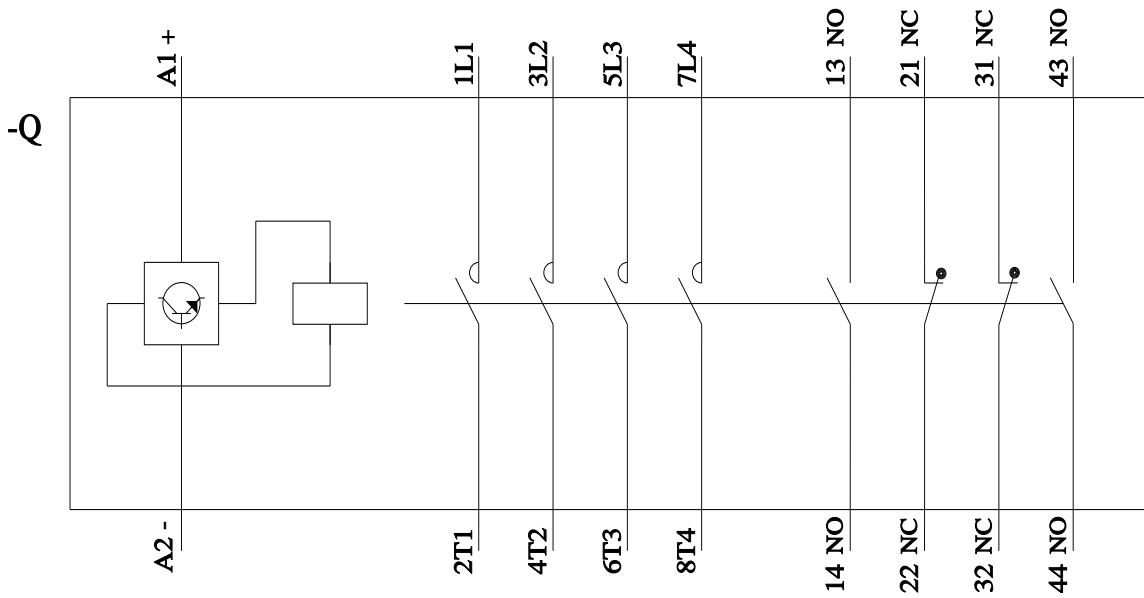 A1 +
1L1
3L2
5L3
7L4
13 NO
21 NC
31 NC
43 NO
-Q
A2 -
2T1
4T2
6T3
8T4
14 NO
22 NC
32 NC
44 NO